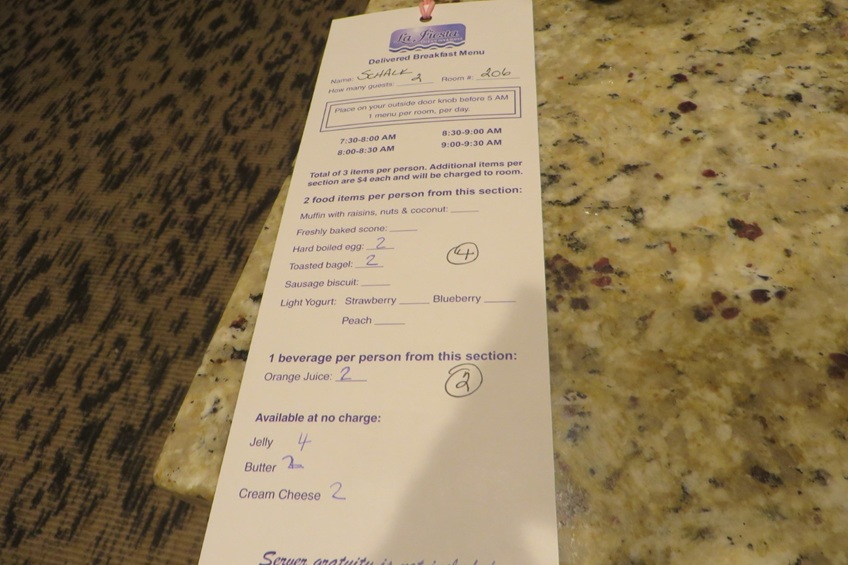 La Fiesta
Delivered Breakfast Menu
Name: SCHALK Room #: 206
How many guests: 2
Place on your outside door knob before 5 AM
1 menu per room, per day.
7:30-8:00 AM 8:30-9:00 AM
8:00-8:30 AM 9:00-9:30 AM
Total of 3 items per person. Additional items per
section are $4 each and will be charged to room.
2 food items per person from this section:
Muffin with raisins, nuts & coconut:
Freshly baked scone:
Hard boiled egg: 2
4
Toasted bagel: 2
Sausage biscuit:
Light Yogurt: Strawberry Blueberry
Peach
1 beverage per person from this section:
Orange Juice: 2
2
Available at no charge:
Jelly 4
Butter 2
Cream Cheese 2
Server gratuity is not included